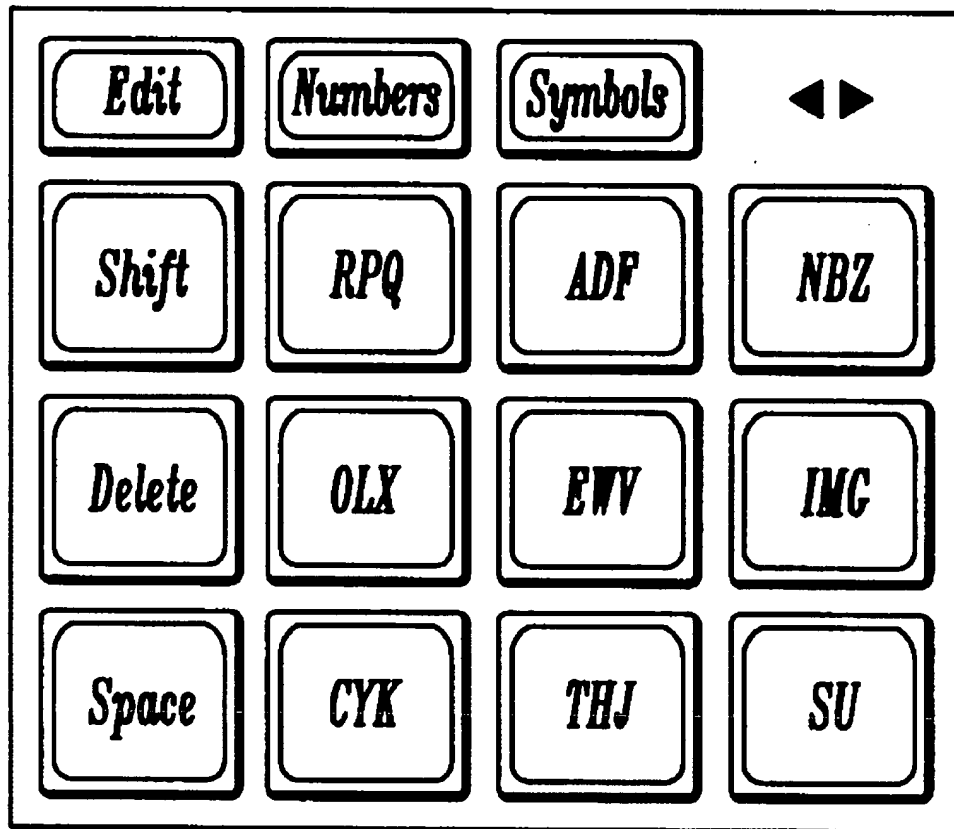 Edit Numbers Symbols ◀ ▶
Shift RPQ ADF NBZ
Delete OLX EWV IMG
Space CYK THJ SU